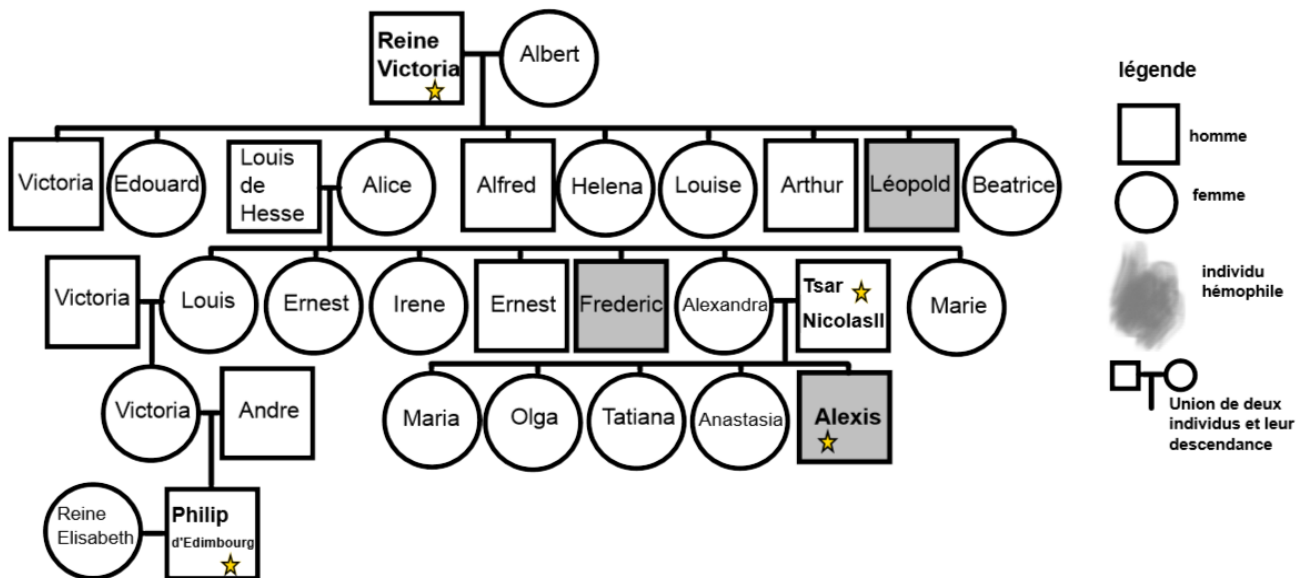 Reine
Victoria
Albert
légende
homme
femme
individu
hémophile
Union de deux
individus et leur
descendance
Victoria
Edouard
Louis
de
Hesse
Alice
Alfred
Helena
Louise
Arthur
Léopold
Beatrice
Victoria
Louis
Ernest
Irene
Ernest
Frederic
Alexandra
Tsar
NicolasII
Marie
Victoria
Andre
Maria
Olga
Tatiana
Anastasia
Alexis
Reine
Elisabeth
Philip
d'Edimbourg